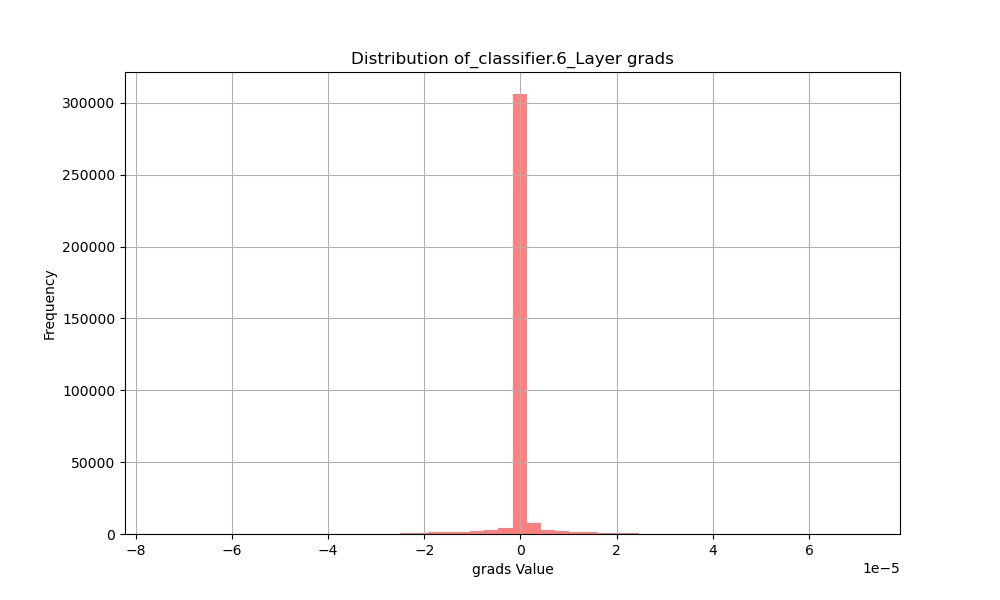 Distribution of_classifier.6_Layer grads
300000
250000
200000
150000
100000
50000
0
Frequency
−8 −6 −4 −2 0 2 4 6
grads Value
1e−5